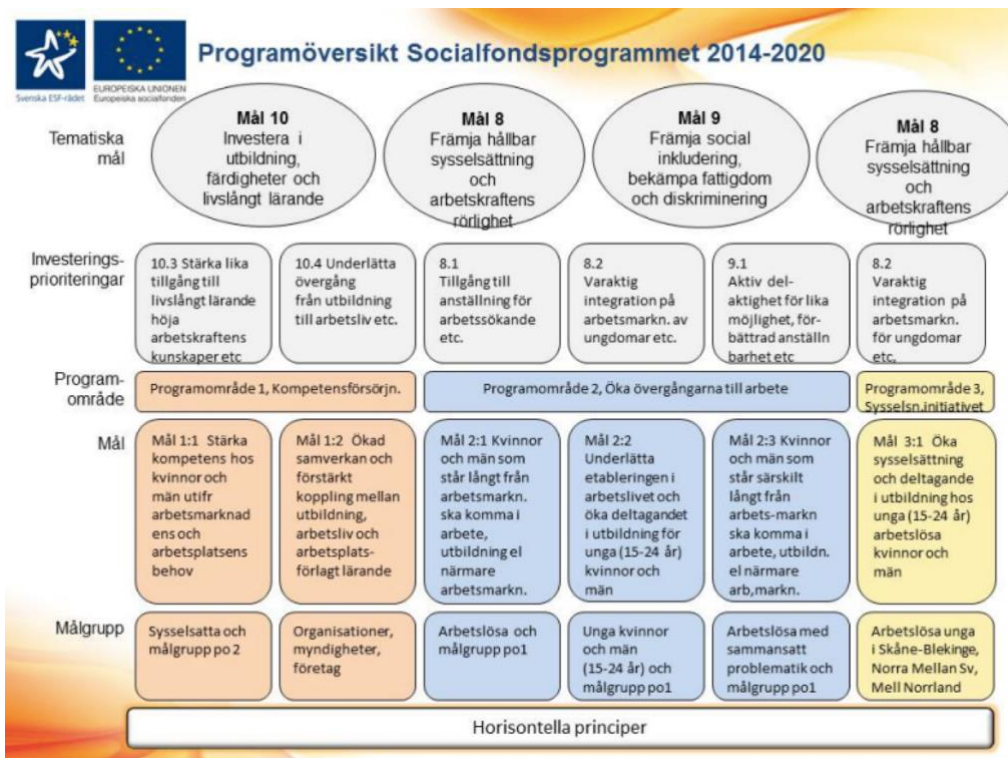 Programöversikt Socialfondsprogrammet 2014-2020
Svenska ESF-rådet
EUROPEISKA UNIONEN
Europeiska socialfonden
Tematiska
mål
Mål 10
Investera i
utbildning,
färdigheter och
livslångt lärande
Mål 8
Främja hållbar
sysselsättning
och
arbetskraftens
rörlighet
Mål 9
Främja social
inkludering,
bekämpa fattigdom
och diskriminering
Mål 8
Främja hållbar
sysselsättning
och
arbetskraftens
rörlighet
Investerings-
prioriteringar
10.3 Stärka lika
tillgång till
livslångt lärande
höja
arbetskraftens
kunskaper etc
10.4 Underlätta
övergång
från utbildning
till arbetsliv etc.
8.1
Tillgång till
anställning för
arbetssökande
etc.
8.2
Varaktig
integration på
arbetsmarkn. av
ungdomar etc.
9.1
Aktiv del-
aktighet för lika
möjlighet, för-
bättrad anställn
barhet etc
8.2
Varaktig
integration på
arbetsmarkn.
för ungdomar
etc.
Program-
område
Programområde 1, Kompetensförsörjn.
Programområde 2, Öka övergångarna till arbete
Programområde 3,
Sysselsn.initiativet
Mål
Mål 1:1 Stärka
kompetens hos
kvinnor och
män utifr
arbetsmarknad
ens och
arbetsplatsens
behov
Mål 1:2 Ökad
samverkan och
förstärkt
koppling mellan
utbildning,
arbetsliv och
arbetsplats-
förlagt lärande
Mål 2:1 Kvinnor
och män som
står långt från
arbetsmarkn.
ska komma i
arbete,
utbildning el
närmare
arbetsmarkn.
Mål 2:2
Underlätta
etableringen i
arbetslivet och
öka deltagandet
i utbildning för
unga (15-24 år)
kvinnor och
män
Mål 2:3 Kvinnor
och män som
står särskilt
långt från
arbets-markn
ska komma i
arbete, utbildn.
el närmare
arb,markn.
Mål 3:1 Öka
sysselsättning
och deltagande
i utbildning hos
unga (15-24 år)
arbetslösa
kvinnor och
män
Målgrupp
Sysselsatta och
målgrupp po 2
Organisationer,
myndigheter,
företag
Arbetslösa och
målgrupp po1
Unga kvinnor
och män
(15-24 år) och
målgrupp po1
Arbetslösa med
sammansatt
problematik och
målgrupp po1
Arbetslösa unga
i Skåne-Blekinge,
Norra Mellan Sv,
Mell Norrland
Horisontella principer